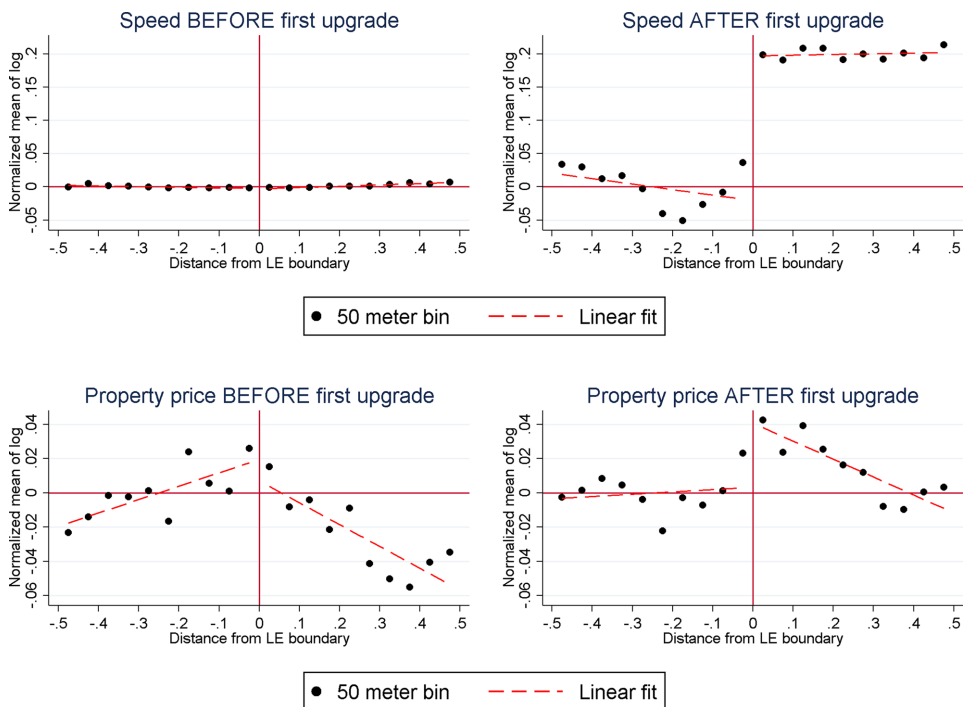 Speed BEFORE first upgrade
Normalized mean of log
-.05 0 .05 .1 .15 .2
-.5 -.4 -.3 -.2 -.1 0 .1 .2 .3 .4 .5
Distance from LE boundary
Speed AFTER first upgrade
Normalized mean of log
-.05 0 .05 .1 .15 .2
-.5 -.4 -.3 -.2 -.1 0 .1 .2 .3 .4 .5
Distance from LE boundary
50 meter bin Linear fit
Property price BEFORE first upgrade
Normalized mean of log
-.06 -.04 -.02 0 .02 .04
-.5 -.4 -.3 -.2 -.1 0 .1 .2 .3 .4 .5
Distance from LE boundary
Property price AFTER first upgrade
Normalized mean of log
-.06 -.04 -.02 0 .02 .04
-.5 -.4 -.3 -.2 -.1 0 .1 .2 .3 .4 .5
Distance from LE boundary
50 meter bin Linear fit